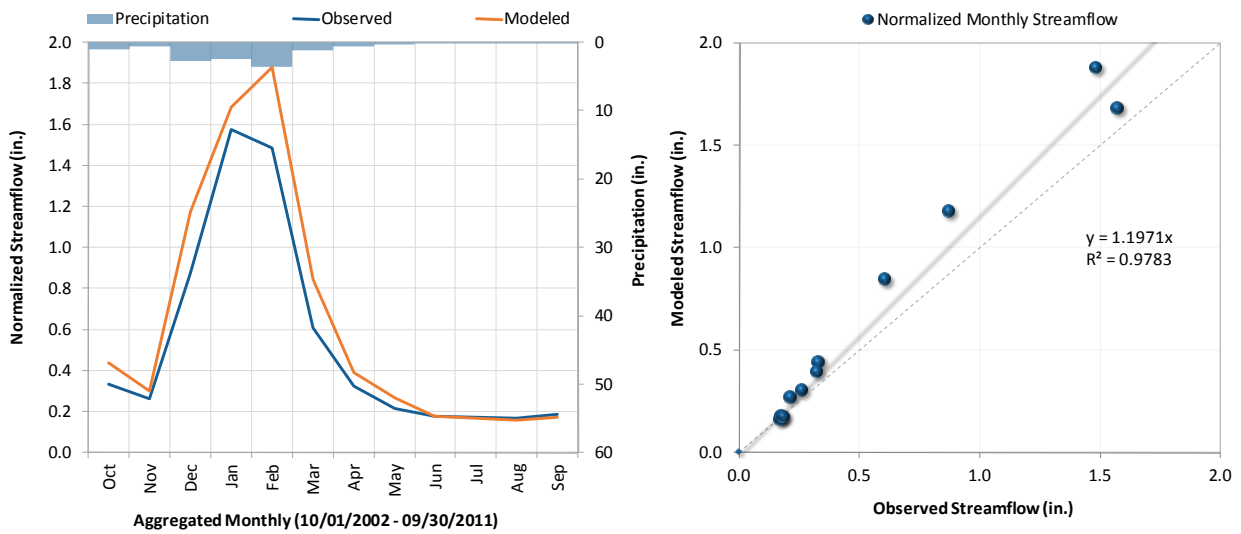 Precipitation Observed Modeled
Normalized Streamflow (in.)
2.0
1.8
1.6
1.4
1.2
1.0
0.8
0.6
0.4
0.2
0.0
0
10
20
30
40
50
60
Precipitation (in.)
Oct Nov Dec Jan Feb Mar Apr May Jun Jul Aug Sep
Aggregated Monthly (10/01/2002 - 09/30/2011)
Normalized Monthly Streamflow
Modeled Streamflow (in.)
2.0
1.5
1.0
0.5
0.0
y = 1.1971x
R² = 0.9783
0.0 0.5 1.0 1.5 2.0
Observed Streamflow (in.)